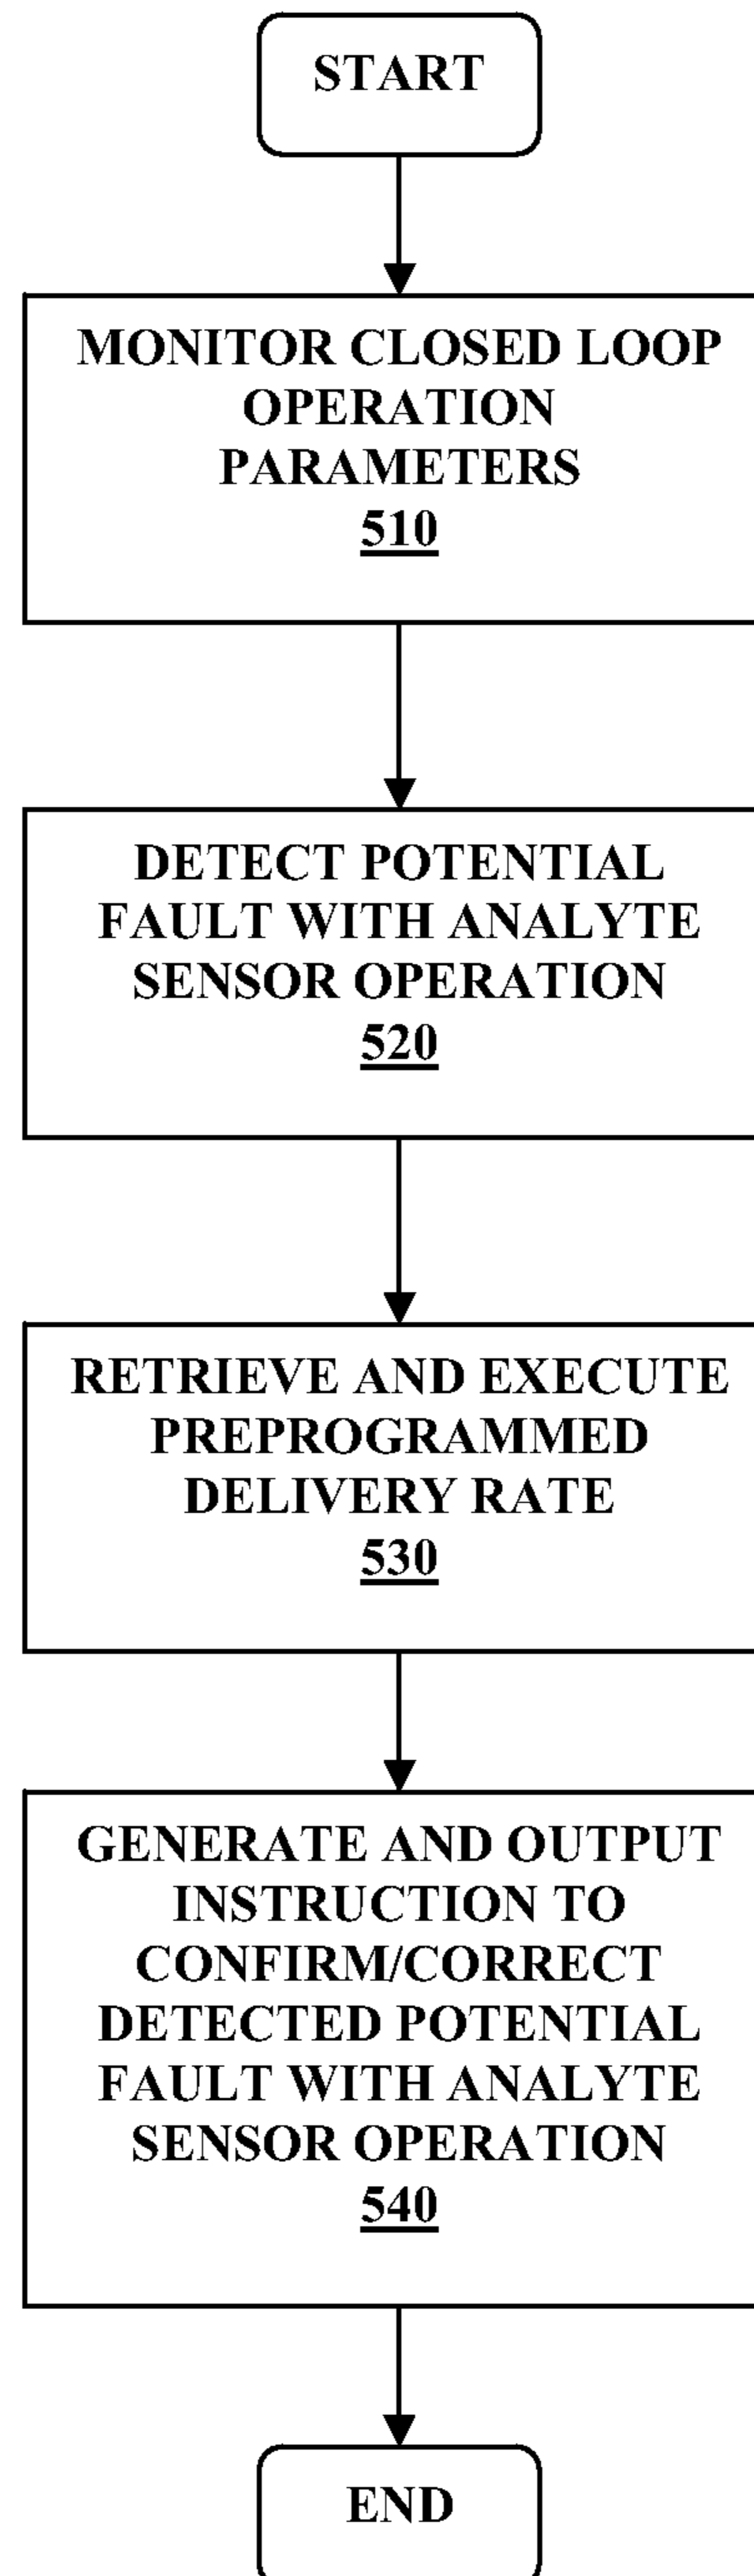 START
MONITOR CLOSED LOOP
OPERATION
PARAMETERS
510
DETECT POTENTIAL
FAULT WITH ANALYTE
SENSOR OPERATION
520
RETRIEVE AND EXECUTE
PREPROGRAMMED
DELIVERY RATE
530
GENERATE AND OUTPUT
INSTRUCTION TO
CONFIRM/CORRECT
DETECTED POTENTIAL
FAULT WITH ANALYTE
SENSOR OPERATION
540
END